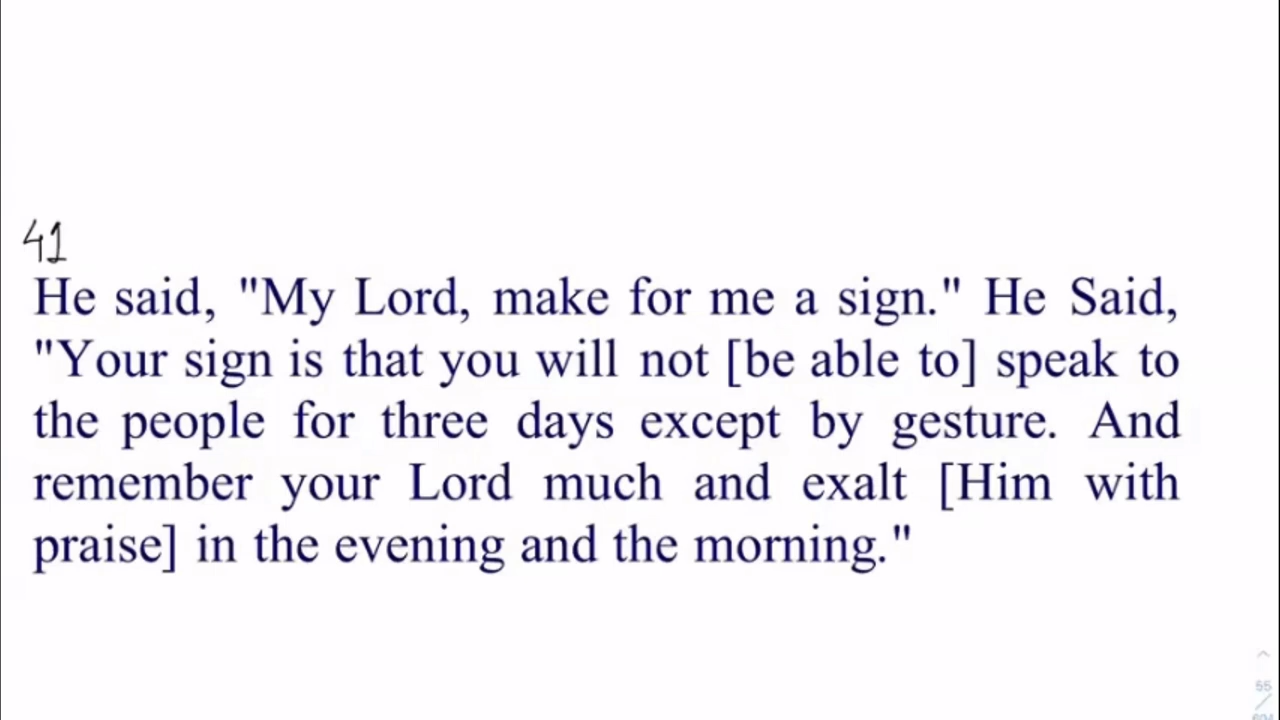 41
He said, "My Lord, make for me a sign." He Said,
"Your sign is that you will not [be able to] speak to
the people for three days except by gesture. And
remember your Lord much and exalt [Him with
praise] in the evening and the morning."
55
/